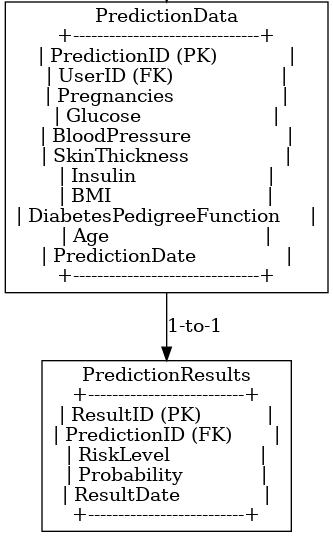 PredictionData
+-------------------------------+
| PredictionID (PK)            |
| UserID (FK)                  |
| Pregnancies                  |
| Glucose                      |
| BloodPressure                |
| SkinThickness                |
| Insulin                      |
| BMI                          |
| DiabetesPedigreeFunction     |
| Age                          |
| PredictionDate               |
+-------------------------------+
1-to-1
PredictionResults
+--------------------------+
| ResultID (PK)           |
| PredictionID (FK)       |
| RiskLevel               |
| Probability             |
| ResultDate              |
+--------------------------+